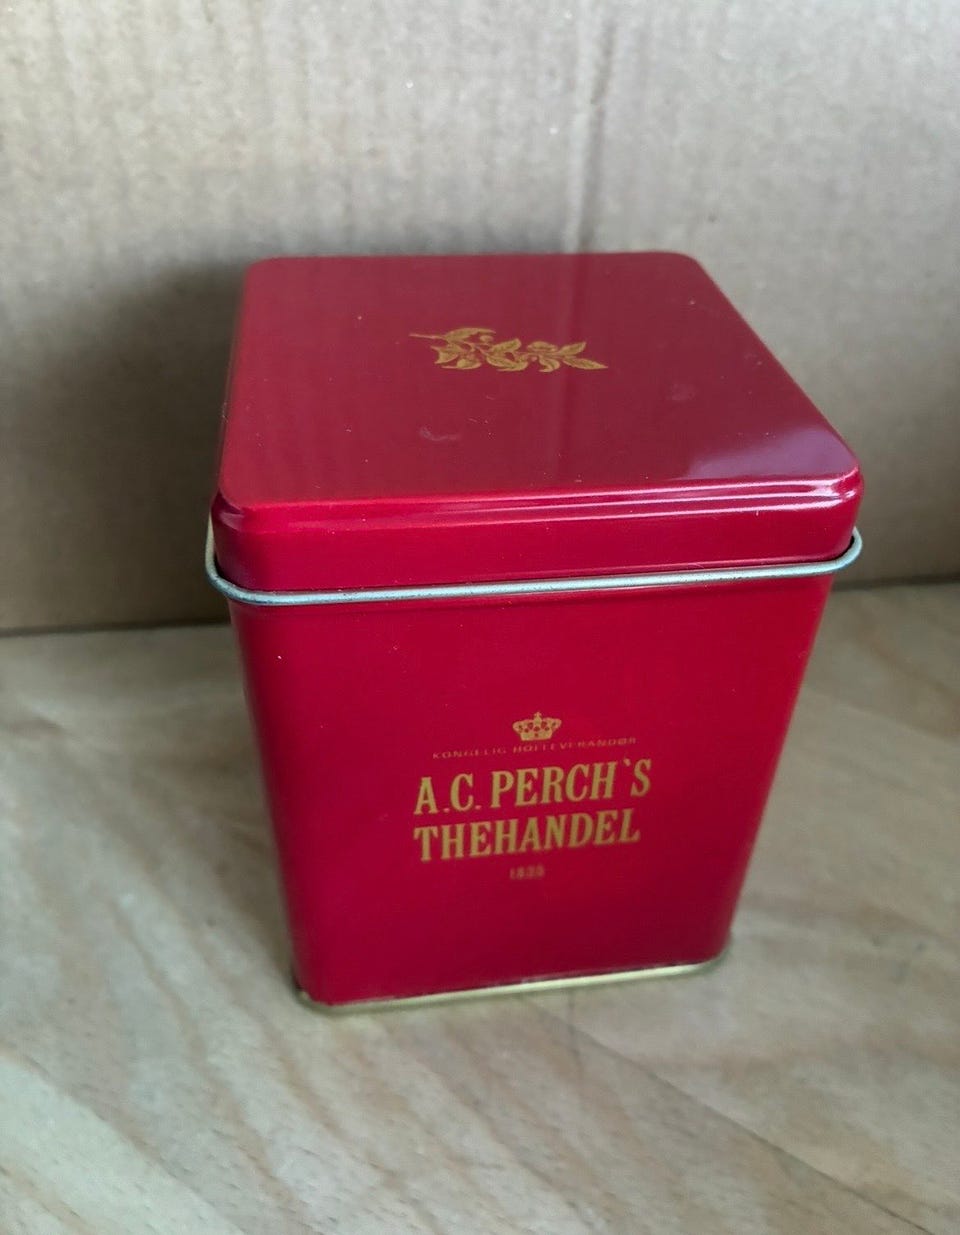 KONGELIG HOFLEVERANDØR
A.C. PERCH`S
THEHANDEL
1835